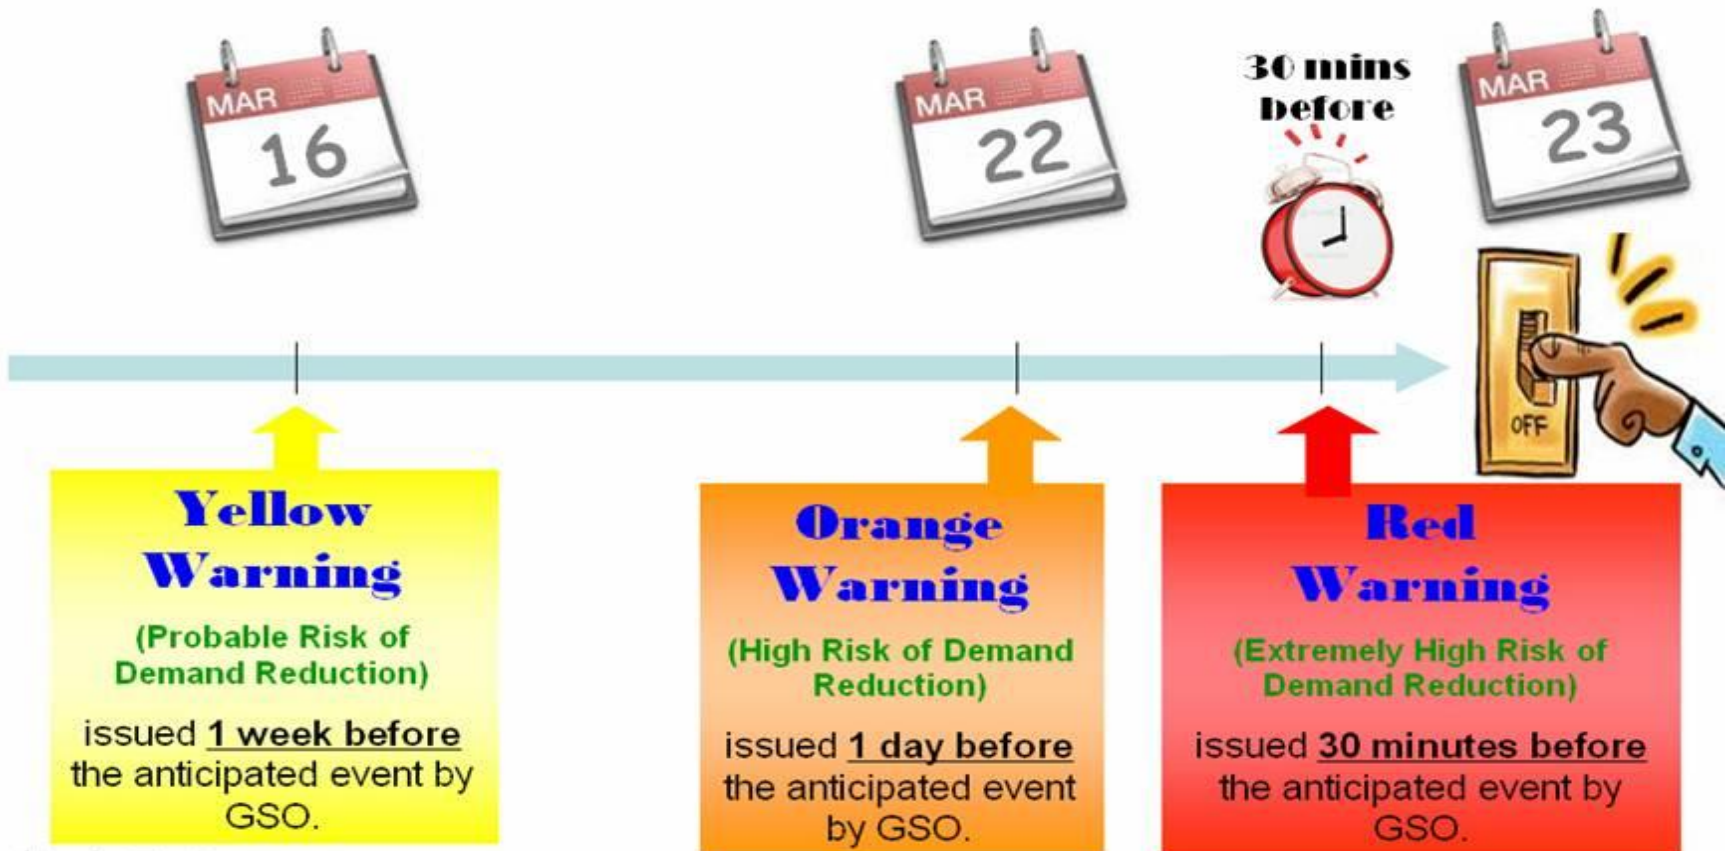 MAR
16
MAR
22
30 mins
before
MAR
23
OFF
Yellow
Warning
(Probable Risk of
Demand Reduction)
issued 1 week before
the anticipated event by
GSO.
Orange
Warning
(High Risk of Demand
Reduction)
issued 1 day before
the anticipated event
by GSO.
Red
Warning
(Extremely High Risk of
Demand Reduction)
issued 30 minutes before
the anticipated event by
GSO.